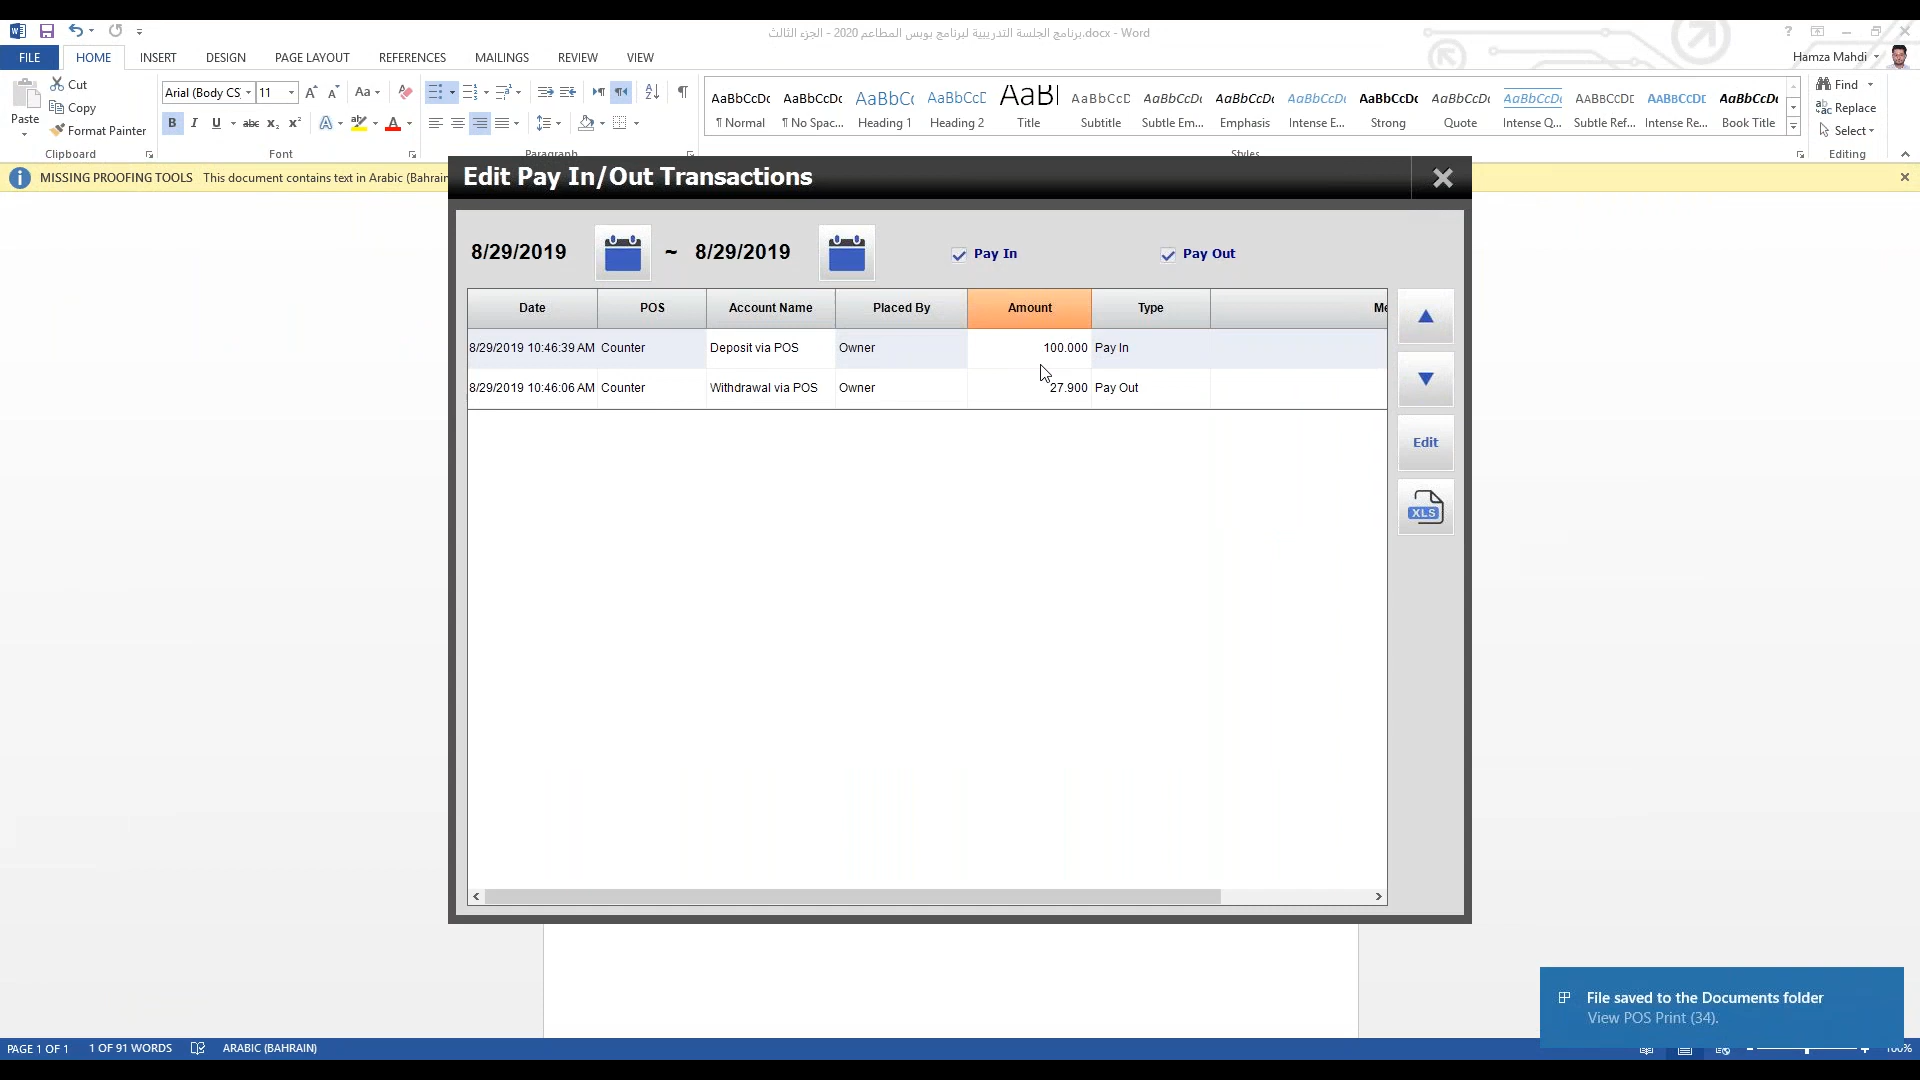 برنامج الجلسة التدريبية لبرنامج بوبس المطاعم 2020 - الجزء الثالث.docx - Word
FILE HOME INSERT DESIGN PAGE LAYOUT REFERENCES MAILINGS REVIEW VIEW
Hamza Mahdi
Paste
Cut
Copy
Format Painter
Clipboard
Arial (Body CS 11
Font
Paragraph
AaBbCcDc AaBbCcDc AaBbCc AaBbCcD AaBl AaBbCcD AaBbCcDc AaBbCcDc AaBbCcDc AaBbCcDc AaBbCcDc AaBbCcDc AaBbCcDc AaBbCcDc AaBbCcDc
¶ Normal ¶ No Spac... Heading 1 Heading 2 Title Subtitle Subtle Em... Emphasis Intense E... Strong Quote Intense Q... Subtle Ref... Intense Re... Book Title
Styles
Find
Replace
Select
Editing
MISSING PROOFING TOOLS This document contains text in Arabic (Bahrain
Edit Pay In/Out Transactions
8/29/2019 ~ 8/29/2019 Pay In Pay Out
Date POS Account Name Placed By Amount Type Me
8/29/2019 10:46:39 AM Counter Deposit via POS Owner 100.000 Pay In
8/29/2019 10:46:06 AM Counter Withdrawal via POS Owner 27.900 Pay Out
Edit
XLS
File saved to the Documents folder
View POS Print (34).
PAGE 1 OF 1 1 OF 91 WORDS ARABIC (BAHRAIN) 100%